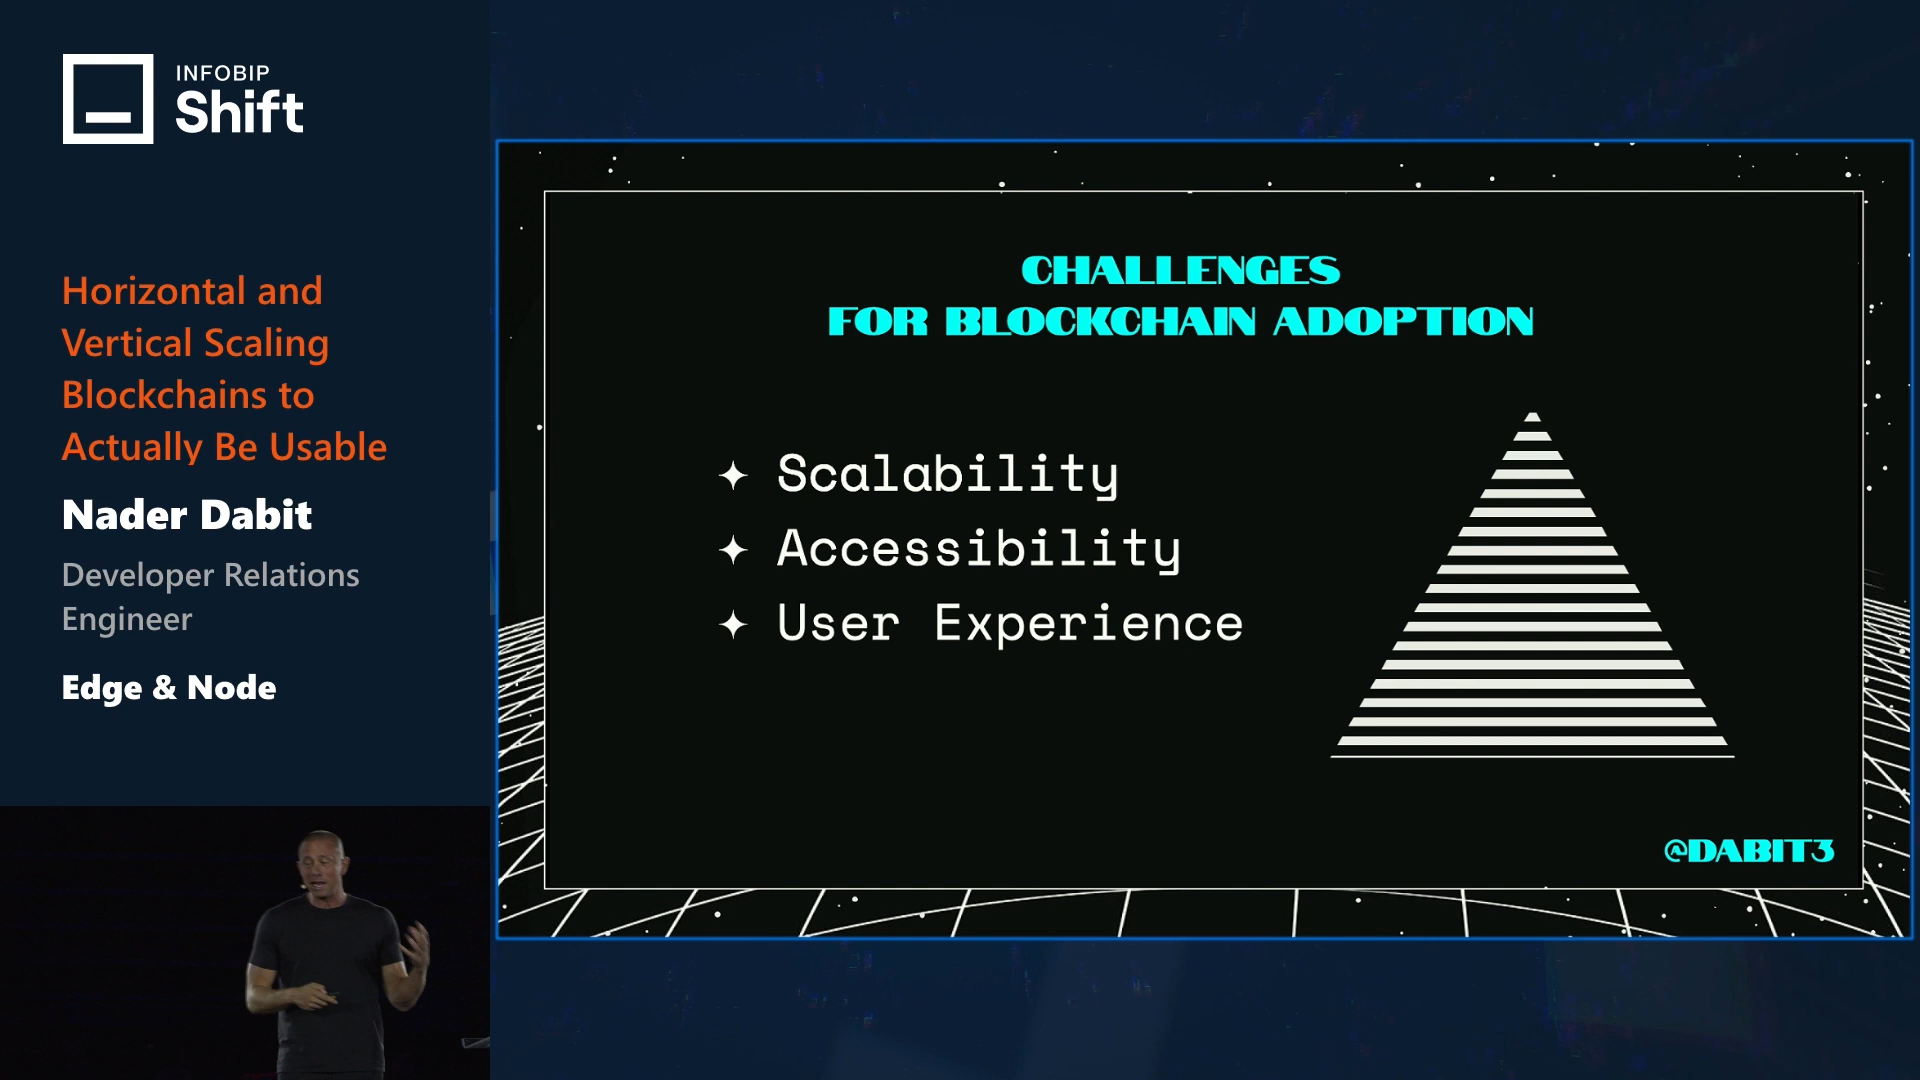 INFOBIP
Shift
Horizontal and
Vertical Scaling
Blockchains to
Actually Be Usable
Nader Dabit
Developer Relations
Engineer
Edge & Node
CHALLENGES
FOR BLOCKCHAIN ADOPTION
✦ Scalability
✦ Accessibility
✦ User Experience
@DABIT3